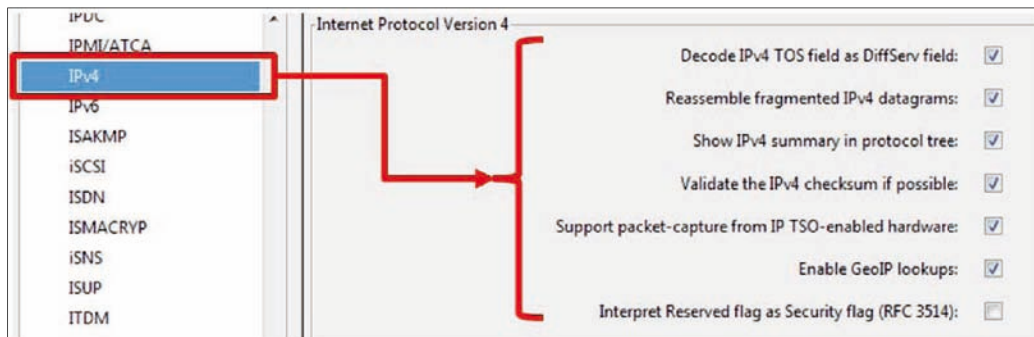 IPDC
IPMI/ATCA
IPv4
IPv6
ISAKMP
iSCSI
ISDN
ISMACRYP
iSNS
ISUP
ITDM
Internet Protocol Version 4
Decode IPv4 TOS field as DiffServ field:
Reassemble fragmented IPv4 datagrams:
Show IPv4 summary in protocol tree:
Validate the IPv4 checksum if possible:
Support packet-capture from IP TSO-enabled hardware:
Enable GeoIP lookups:
Interpret Reserved flag as Security flag (RFC 3514):